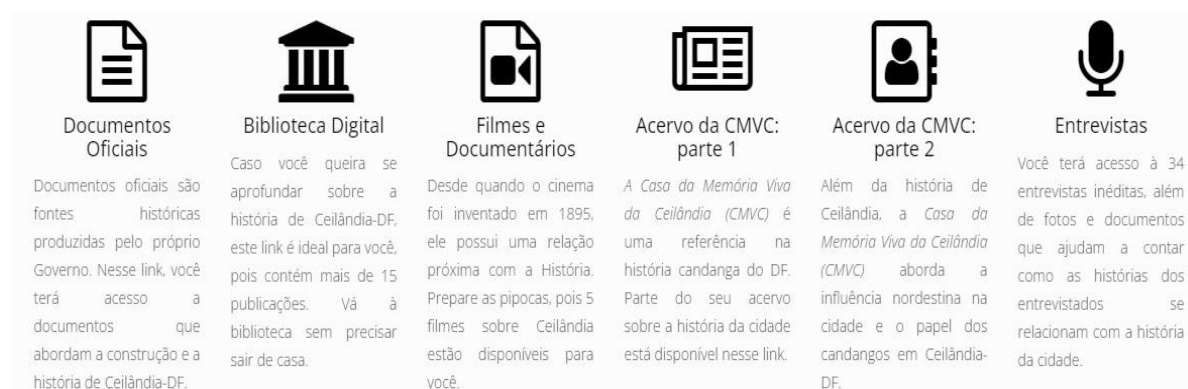 Documentos
Oficiais
Documentos oficiais são
fontes históricas
produzidas pelo próprio
Governo. Nesse link, você
terá acesso a
documentos que
abordam a construção e a
história de Ceilândia-DF.
Biblioteca Digital
Caso você queira se
aprofundar sobre a
história de Ceilândia-DF,
este link é ideal para você,
pois contém mais de 15
publicações. Vá à
biblioteca sem precisar
sair de casa.
Filmes e
Documentários
Desde quando o cinema
foi inventado em 1895,
ele possui uma relação
próxima com a História.
Prepare as pipocas, pois 5
filmes sobre Ceilândia
estão disponíveis para
você.
Acervo da CMVC:
parte 1
A Casa da Memória Viva
da Ceilândia (CMVC) é
uma referência na
história candanga do DF.
Parte do seu acervo
sobre a história da cidade
está disponível nesse link.
Acervo da CMVC:
parte 2
Além da história de
Ceilândia, a Casa da
Memória Viva da Ceilândia
(CMVC) aborda a
influência nordestina na
cidade e o papel dos
candangos em Ceilândia-
DF.
Entrevistas
Você terá acesso à 34
entrevistas inéditas, além
de fotos e documentos
que ajudam a contar
como as histórias dos
entrevistados se
relacionam com a história
da cidade.